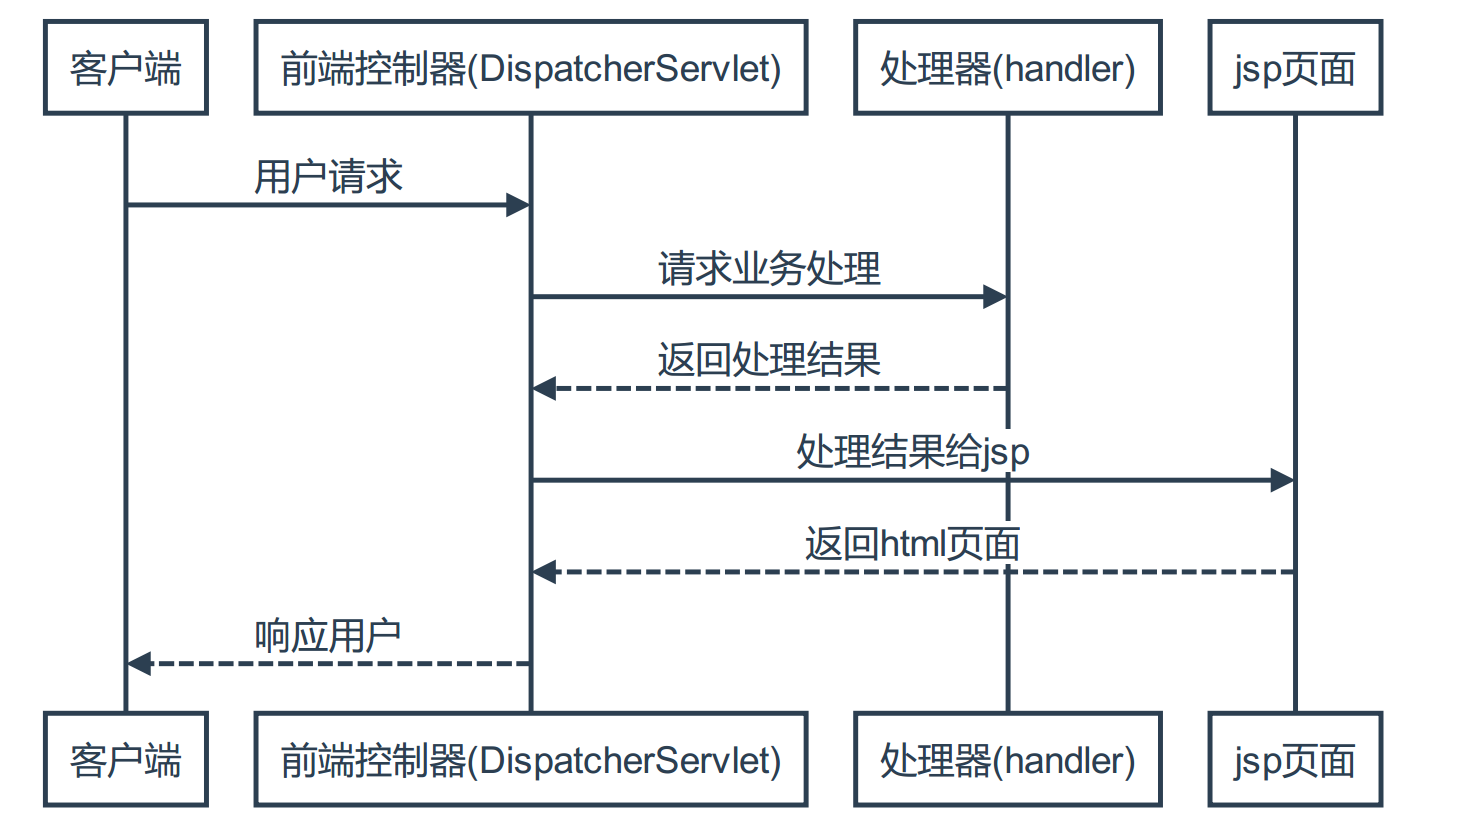 客户端
前端控制器(DispatcherServlet)
处理器(handler)
jsp页面
用户请求
请求业务处理
返回处理结果
处理结果给jsp
返回html页面
响应用户
客户端
前端控制器(DispatcherServlet)
处理器(handler)
jsp页面